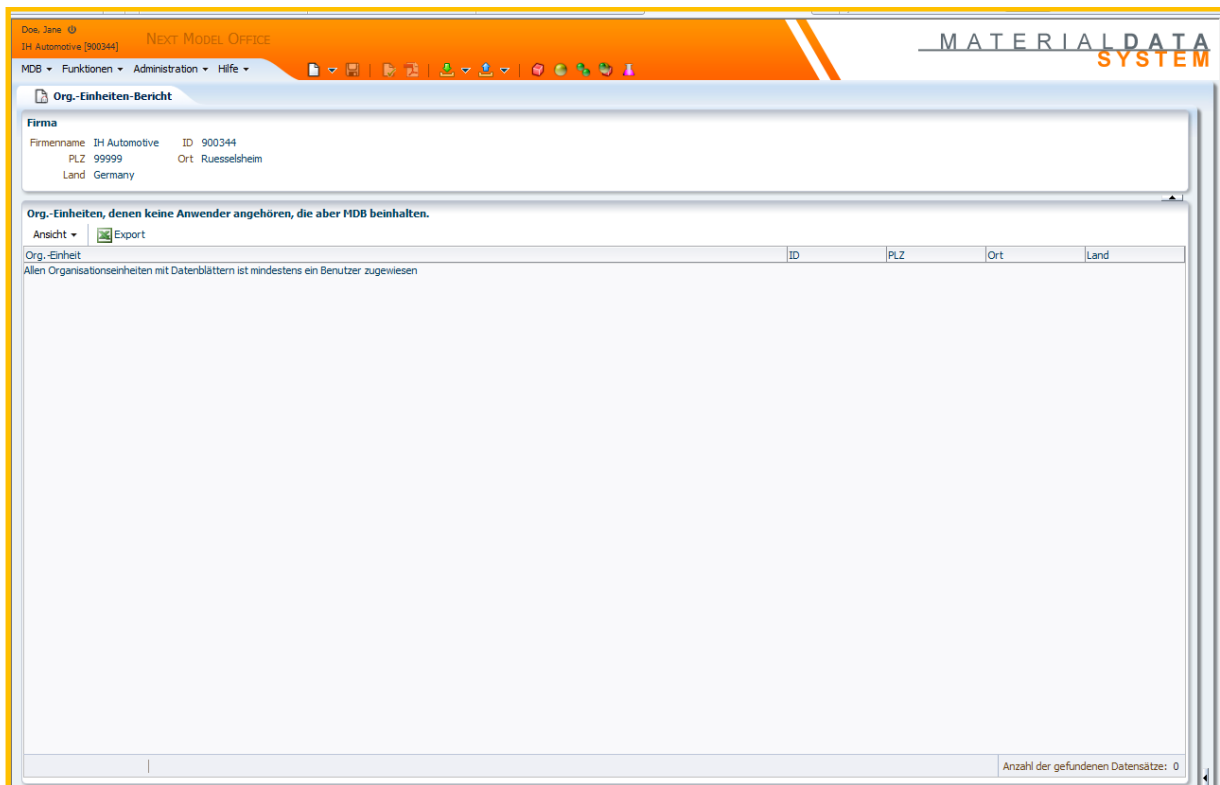 Doe, Jane
IH Automotive [900344]
NEXT MODEL OFFICE
MATERIALDATA
SYSTEM
MDB Funktionen Administration Hilfe
Org.-Einheiten-Bericht
Firma
Firmenname IH Automotive ID 900344
PLZ 99999 Ort Ruesselsheim
Land Germany
Org.-Einheiten, denen keine Anwender angehören, die aber MDB beinhalten.
Ansicht Export
Org.-Einheit ID PLZ Ort Land
Allen Organisationseinheiten mit Datenblättern ist mindestens ein Benutzer zugewiesen
Anzahl der gefundenen Datensätze: 0